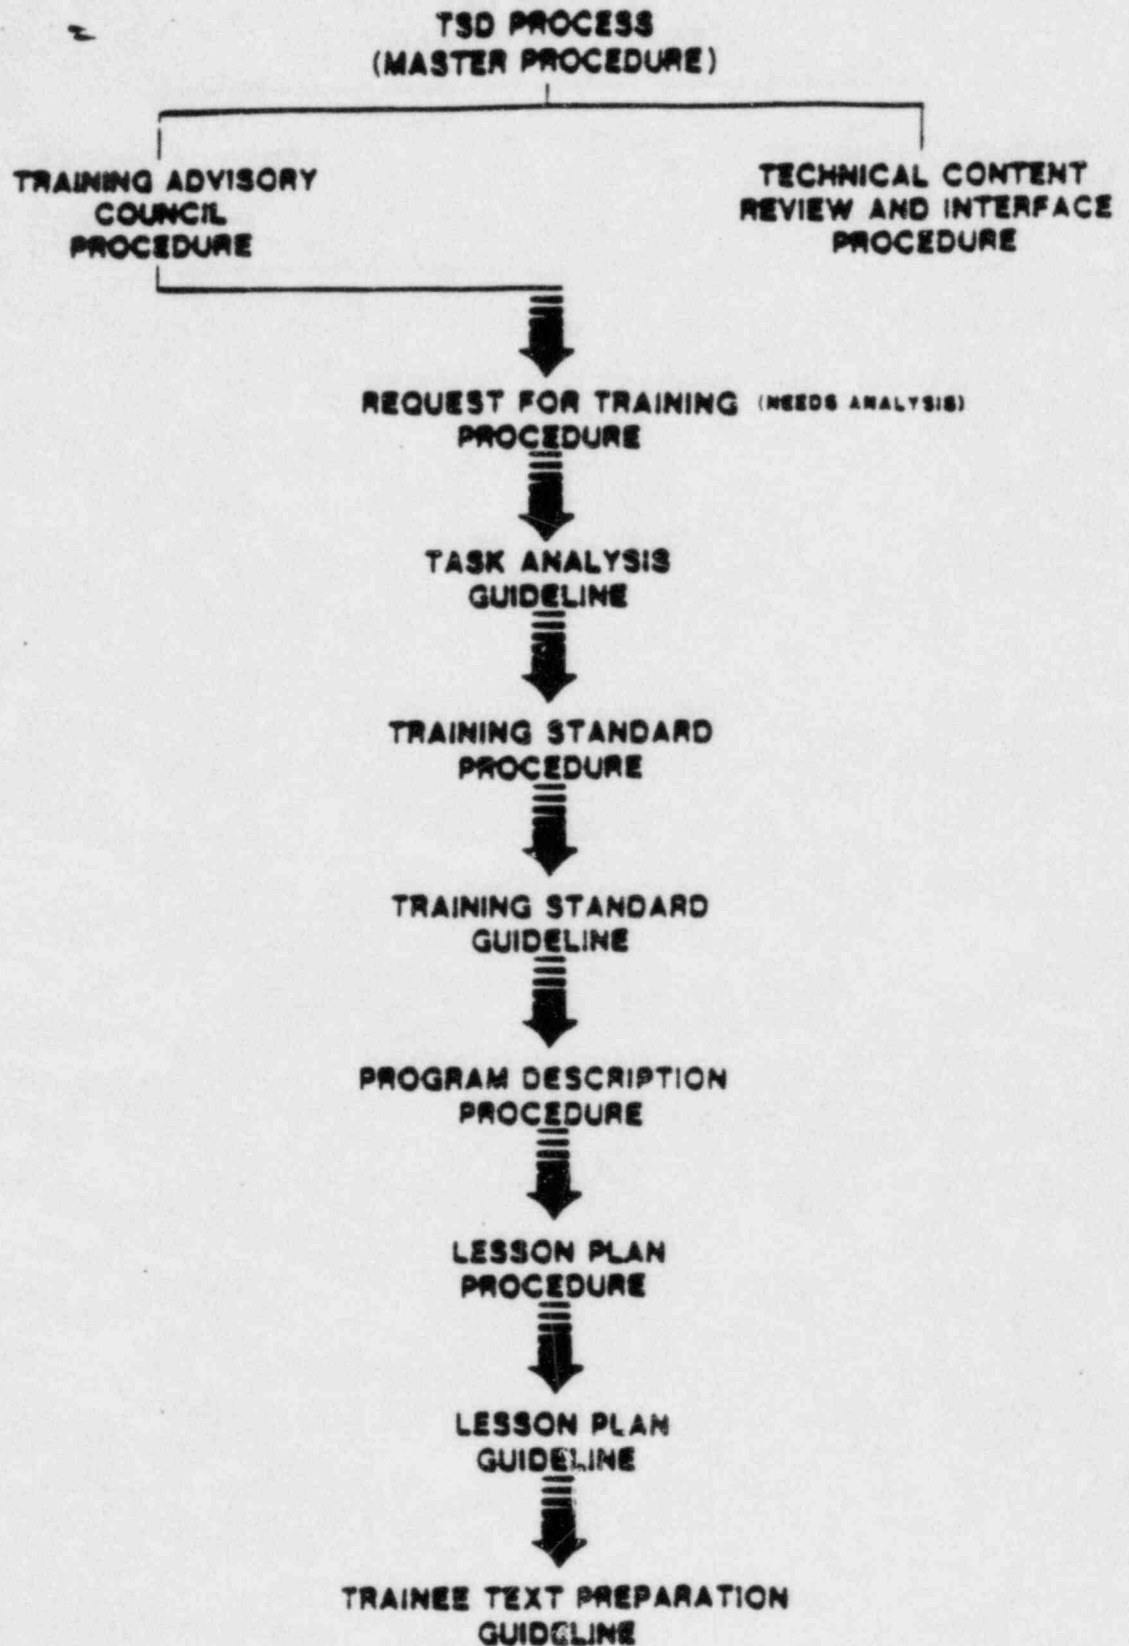 TSD PROCESS
(MASTER PROCEDURE)
TRAINING ADVISORY
COUNCIL
PROCEDURE
TECHNICAL CONTENT
REVIEW AND INTERFACE
PROCEDURE
REQUEST FOR TRAINING (NEEDS ANALYSIS)
PROCEDURE
TASK ANALYSIS
GUIDELINE
TRAINING STANDARD
PROCEDURE
TRAINING STANDARD
GUIDELINE
PROGRAM DESCRIPTION
PROCEDURE
LESSON PLAN
PROCEDURE
LESSON PLAN
GUIDELINE
TRAINEE TEXT PREPARATION
GUIDELINE